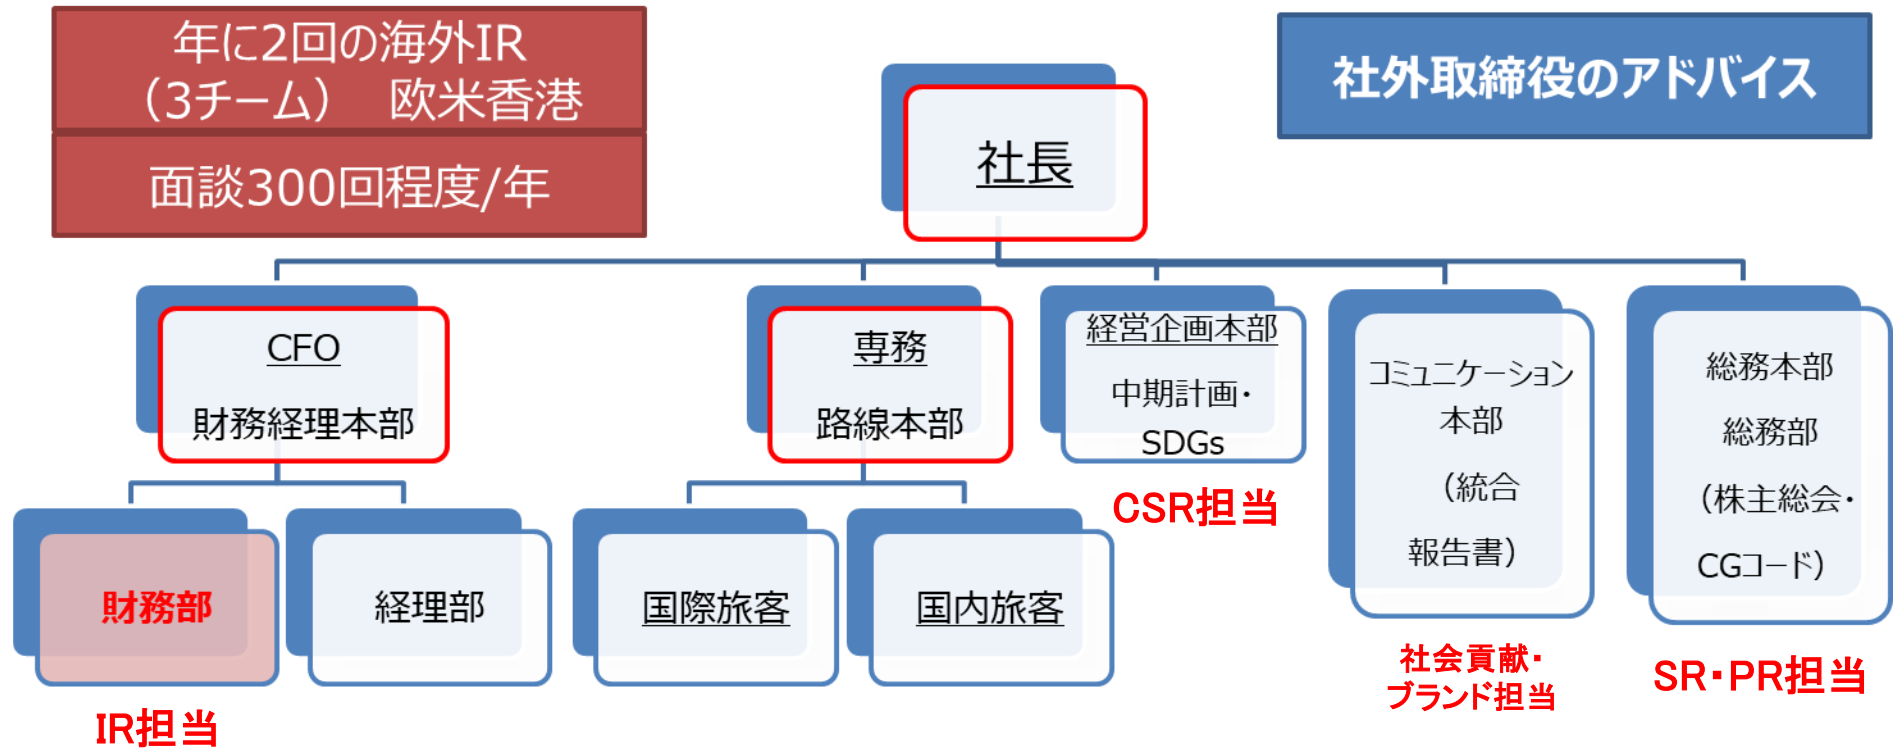 年に2回の海外IR
（3チーム）　欧米香港
面談300回程度/年
社外取締役のアドバイス
社長
CFO
財務経理本部
専務
路線本部
経営企画本部
中期計画・
SDGs
CSR担当
コミュニケーション
本部
（統合
報告書）
社会貢献・
ブランド担当
総務本部
総務部
（株主総会・
CGコード）
SR・PR担当
財務部
IR担当
経理部
国際旅客
国内旅客